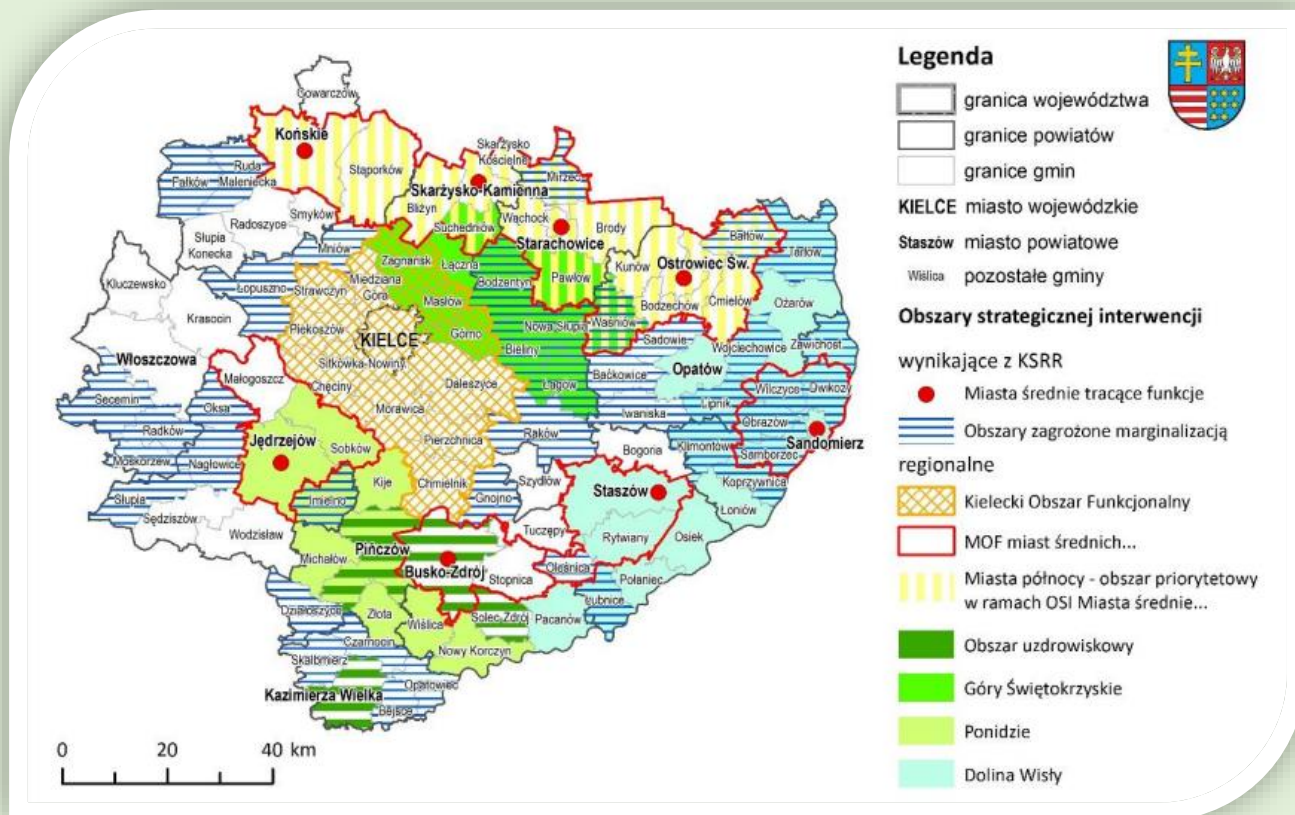 Gowarczów
Końskie
Stąporków
Skarżysko
Kościelne
Skarżysko-Kamienna
Bliżyn
Mirzec
Ruda
Maleniecka
Fałków
Radoszyce
Smyków
Słupia
Konecka
Mniów
Suchedniów
Wąchock
Starachowice
Brody
Bałtów
Tarłów
Zagnańsk
Łączna
Bodzentyn
Pawłów
Kunów
Ostrowiec Św.
Bodzechów
Ćmielów
Ożarów
Kluczewsko
Krasocin
Łopuszno
Strawczyn
Miedziana
Góra
Masłów
Piekoszów
KIELCE
Górno
Nowa Słupia
Waśniów
Sadowie
Wojciechowice
Zawichost
Włoszczowa
Małogoszcz
Sitkówka-Nowiny
Chęciny
Bieliny
Daleszyce
Łagów
Baćkowice
Opatów
Wilczyce
Dwikozy
Secemin
Oksa
Radków
Moskorzew
Nagłowice
Jędrzejów
Sobków
Morawica
Pierzchnica
Raków
Iwaniska
Lipnik
Obrazów
Sandomierz
Klimontów
Samborzec
Bogoria
Słupia
Sędziszów
Wodzisław
Imielno
Kije
Chmielnik
Gnojno
Szydłów
Staszów
Koprzywnica
Łoniów
Tuczępy
Rytwiany
Osiek
Michałów
Pińczów
Busko-Zdrój
Stopnica
Oleśnica
Połaniec
Łubnice
Działoszyce
Złota
Wiślica
Solec Zdrój
Pacanów
Czarnocin
Nowy Korczyn
Skalbmierz
Kazimierza Wielka
Opatowiec
Bejsce
0 20 40 km
Legenda
granica województwa
granice powiatów
granice gmin
KIELCE miasto wojewódzkie
Staszów miasto powiatowe
Wiślica pozostałe gminy
Obszary strategicznej interwencji
wynikające z KSRR
Miasta średnie tracące funkcje
Obszary zagrożone marginalizacją
regionalne
Kielecki Obszar Funkcjonalny
MOF miast średnich...
Miasta północy - obszar priorytetowy
w ramach OSI Miasta średnie...
Obszar uzdrowiskowy
Góry Świętokrzyskie
Ponidzie
Dolina Wisły